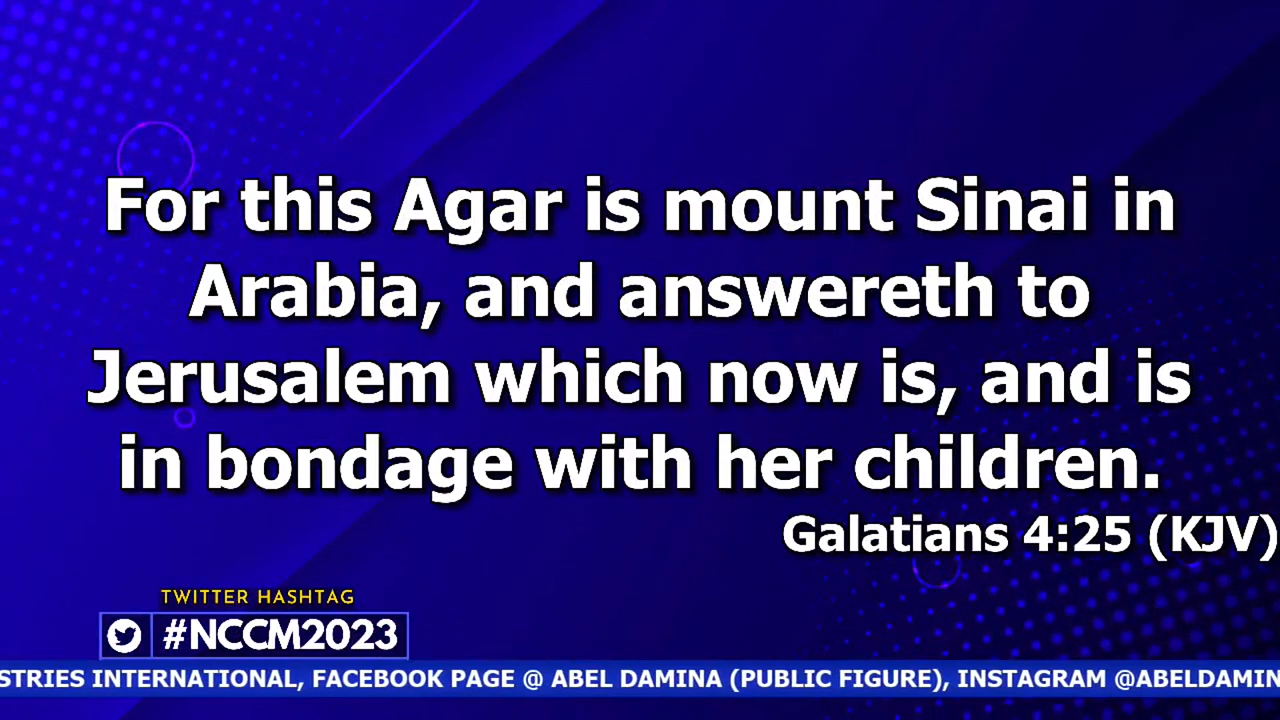 For this Agar is mount Sinai in
Arabia, and answereth to
Jerusalem which now is, and is
in bondage with her children.
Galatians 4:25 (KJV)
TWITTER HASHTAG
#NCCM2023
STRIES INTERNATIONAL, FACEBOOK PAGE @ ABEL DAMINA (PUBLIC FIGURE), INSTAGRAM @ABELDAMIN